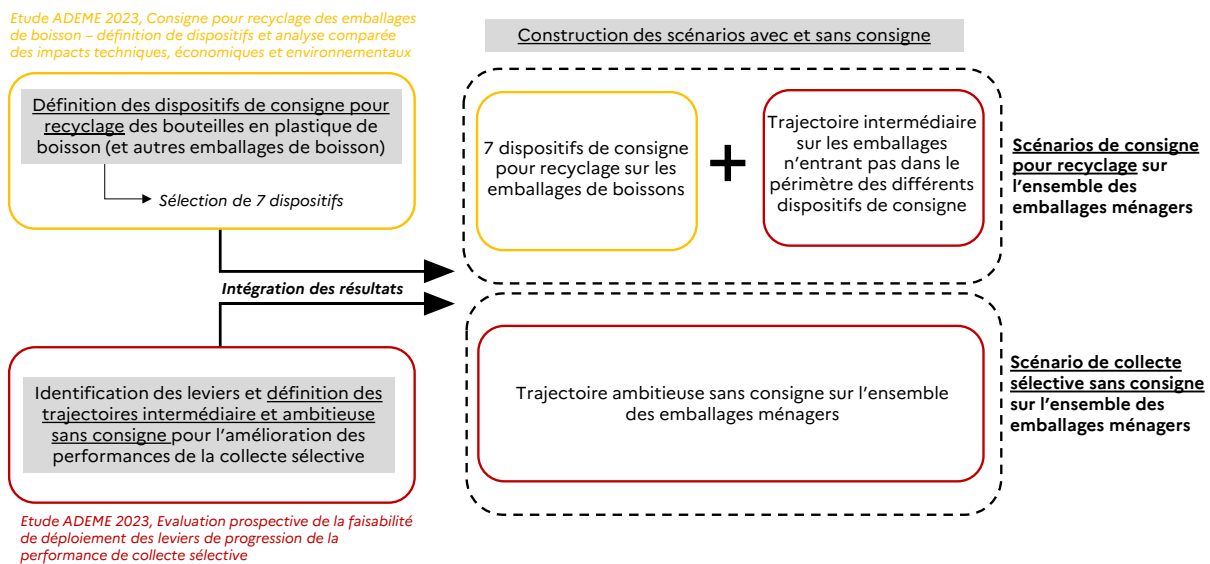 Etude ADEME 2023, Consigne pour recyclage des emballages
de boisson – définition de dispositifs et analyse comparée
des impacts techniques, économiques et environnementaux
Définition des dispositifs de consigne pour
recyclage des bouteilles en plastique de
boisson (et autres emballages de boisson)
Sélection de 7 dispositifs
Construction des scénarios avec et sans consigne
7 dispositifs de consigne
pour recyclage sur les
emballages de boissons
+
Trajectoire intermédiaire
sur les emballages
n’entrant pas dans le
périmètre des différents
dispositifs de consigne
Scénarios de consigne
pour recyclage sur
l’ensemble des
emballages ménagers
Intégration des résultats
Identification des leviers et définition des
trajectoires intermédiaire et ambitieuse
sans consigne pour l’amélioration des
performances de la collecte sélective
Etude ADEME 2023, Evaluation prospective de la faisabilité
de déploiement des leviers de progression de la
performance de collecte sélective
Trajectoire ambitieuse sans consigne sur l’ensemble
des emballages ménagers
Scénario de collecte
sélective sans consigne
sur l’ensemble des
emballages ménagers